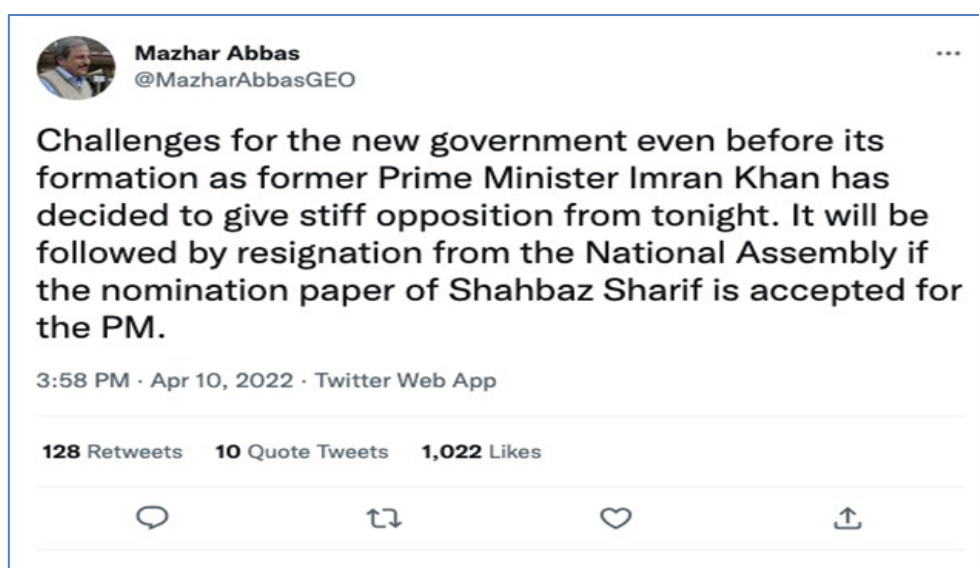 Mazhar Abbas
@MazharAbbasGEO
Challenges for the new government even before its
formation as former Prime Minister Imran Khan has
decided to give stiff opposition from tonight. It will be
followed by resignation from the National Assembly if
the nomination paper of Shahbaz Sharif is accepted for
the PM.
3:58 PM · Apr 10, 2022 · Twitter Web App
128 Retweets 10 Quote Tweets 1,022 Likes